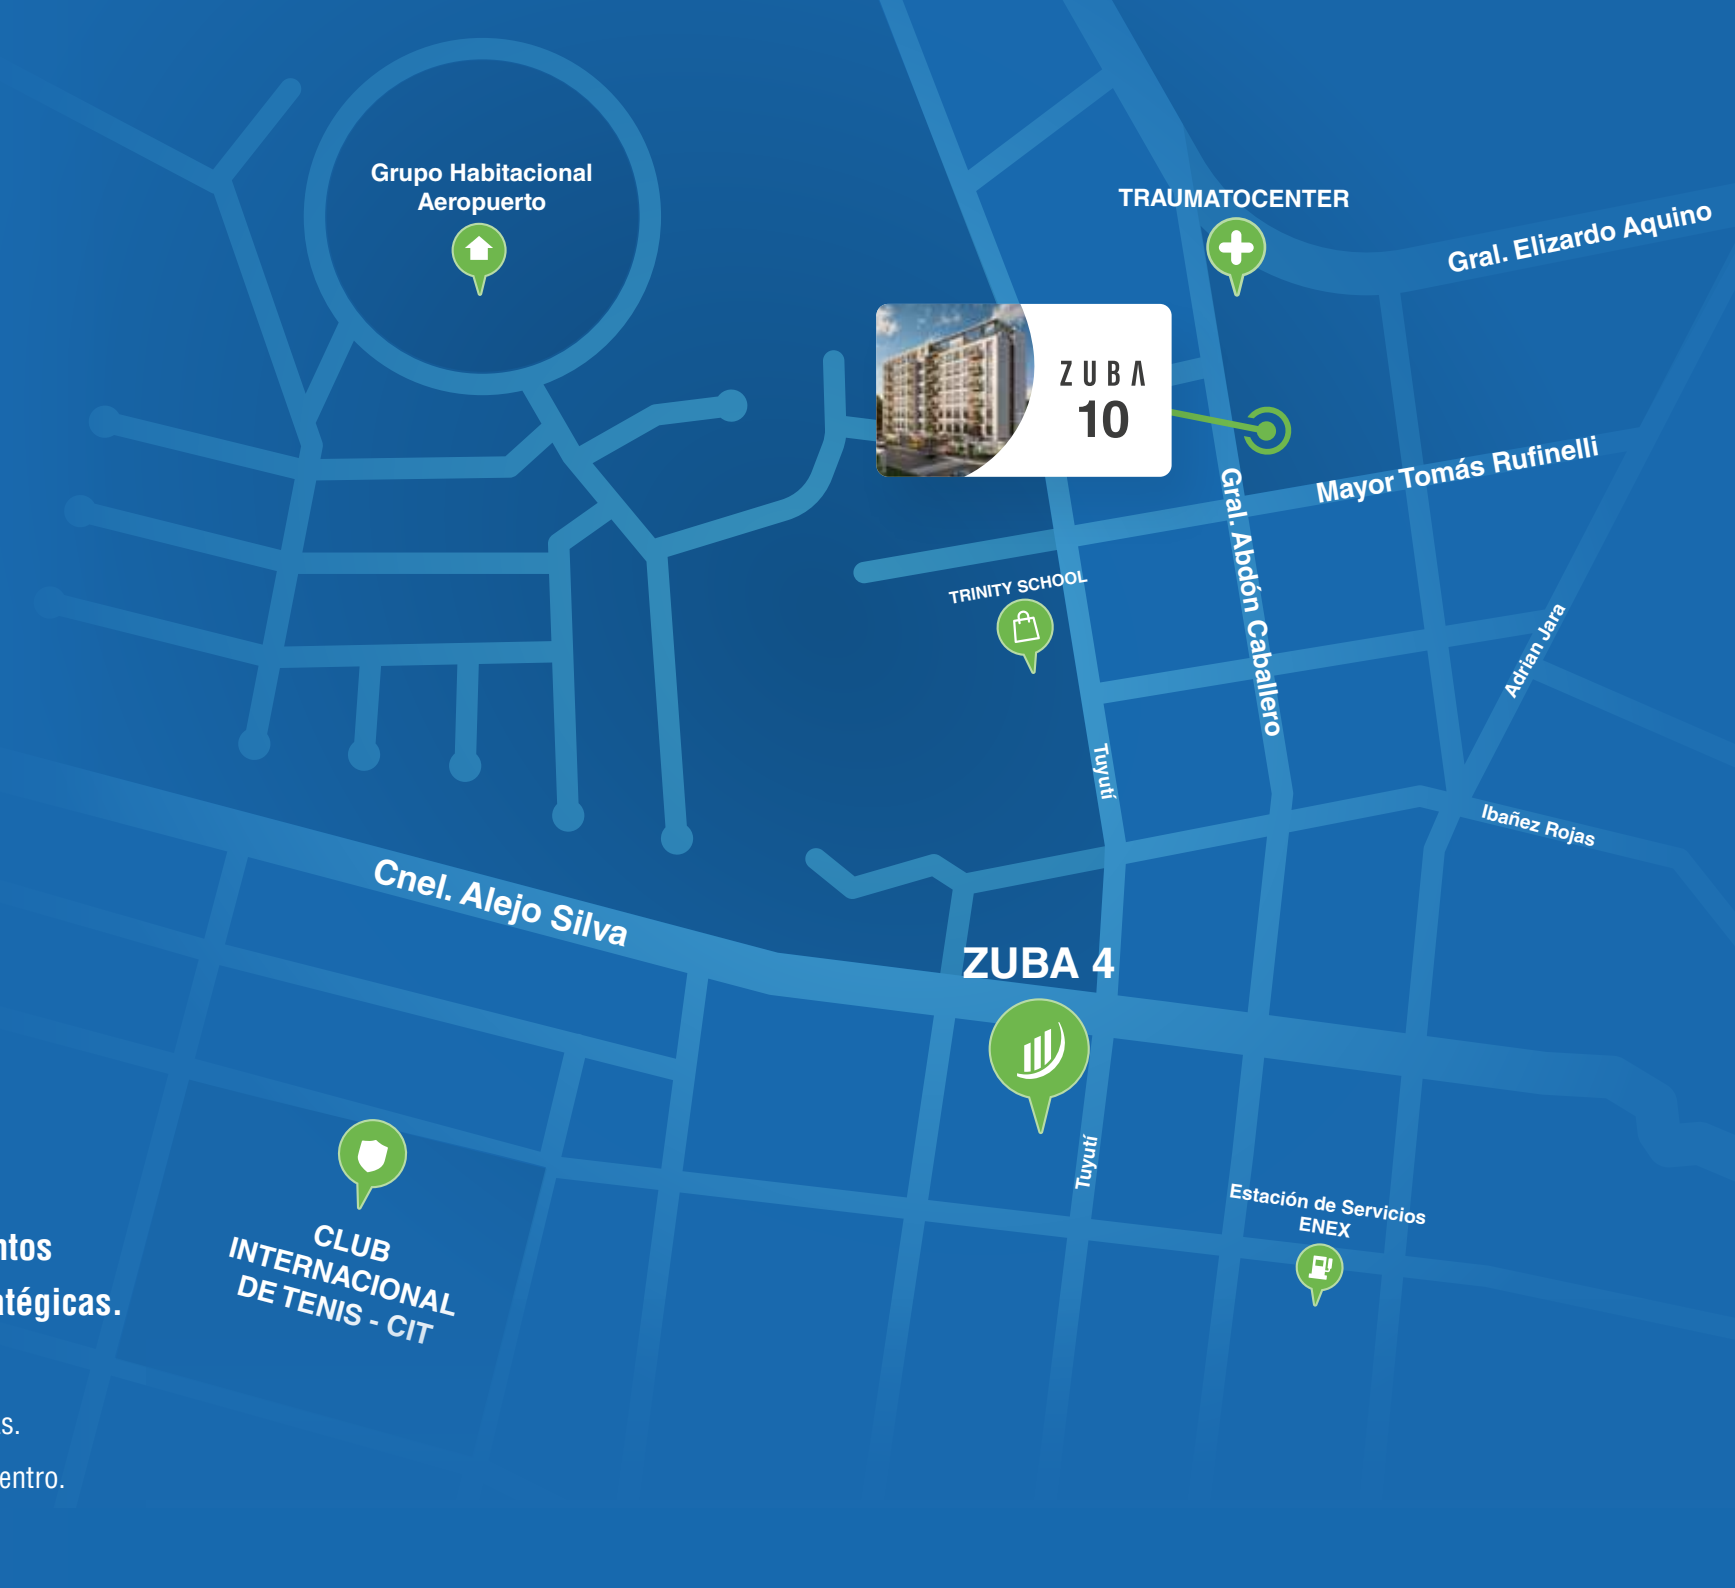 Grupo Habitacional
Aeropuerto
TRAUMATOCENTER
Gral. Elizardo Aquino
ZUBA
10
Mayor Tomás Rufinelli
Gral. Abdón Caballero
TRINITY SCHOOL
Adrian Jara
Tuyutí
Ibañez Rojas
Cnel. Alejo Silva
ZUBA 4
Tuyutí
Estación de Servicios
ENEX
CLUB
INTERNACIONAL
DE TENIS - CIT
ntos
atégicas.
s.
entro.